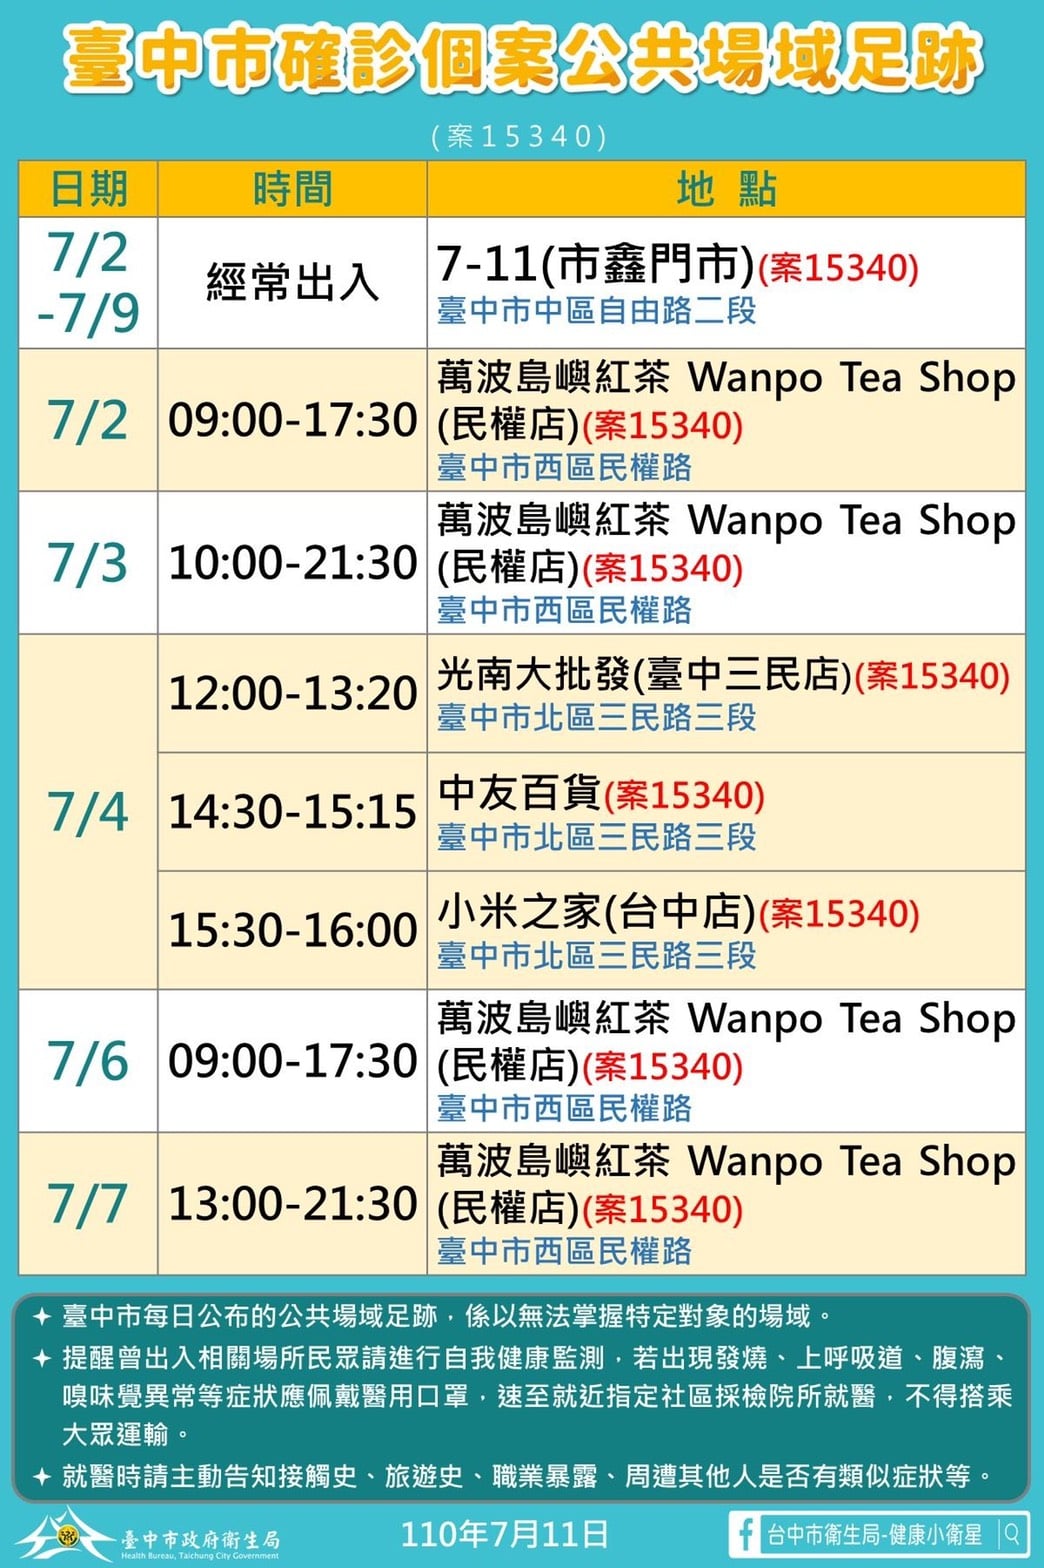 臺中市確診個案公共場域足跡
(案15340)
日期 時間 地點
7/2
-7/9
經常出入
7-11(市鑫門市)(案15340)
臺中市中區自由路二段
7/2
09:00-17:30
萬波島嶼紅茶 Wanpo Tea Shop
(民權店)(案15340)
臺中市西區民權路
7/3
10:00-21:30
萬波島嶼紅茶 Wanpo Tea Shop
(民權店)(案15340)
臺中市西區民權路
7/4
12:00-13:20
光南大批發(臺中三民店)(案15340)
臺中市北區三民路三段
14:30-15:15
中友百貨(案15340)
臺中市北區三民路三段
15:30-16:00
小米之家(台中店)(案15340)
臺中市北區三民路三段
7/6
09:00-17:30
萬波島嶼紅茶 Wanpo Tea Shop
(民權店)(案15340)
臺中市西區民權路
7/7
13:00-21:30
萬波島嶼紅茶 Wanpo Tea Shop
(民權店)(案15340)
臺中市西區民權路
臺中市每日公布的公共場域足跡，係以無法掌握特定對象的場域。
提醒曾出入相關場所民眾請進行自我健康監測，若出現發燒、上呼吸道、腹瀉、
嗅味覺異常等症狀應佩戴醫用口罩，速至就近指定社區採檢院所就醫，不得搭乘
大眾運輸。
就醫時請主動告知接觸史、旅遊史、職業暴露、周遭其他人是否有類似症狀等。
臺中市政府衛生局
Health Bureau, Taichung City Government
110年7月11日
f 台中市衛生局-健康小衛星